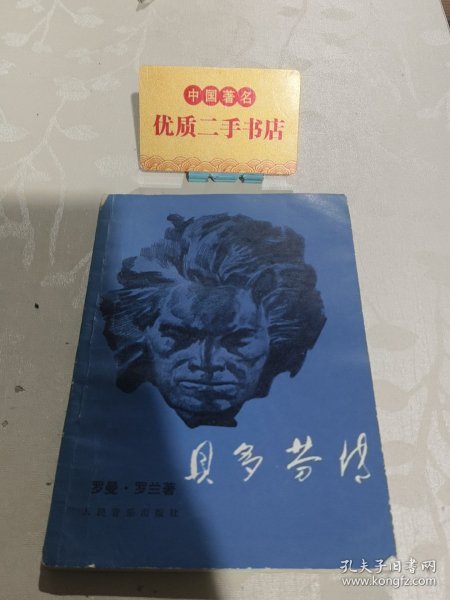 中国著名
优质二手书店
贝多芬传
罗曼·罗兰著
人民音乐出版社
孔夫子旧书网
www.kongfz.com